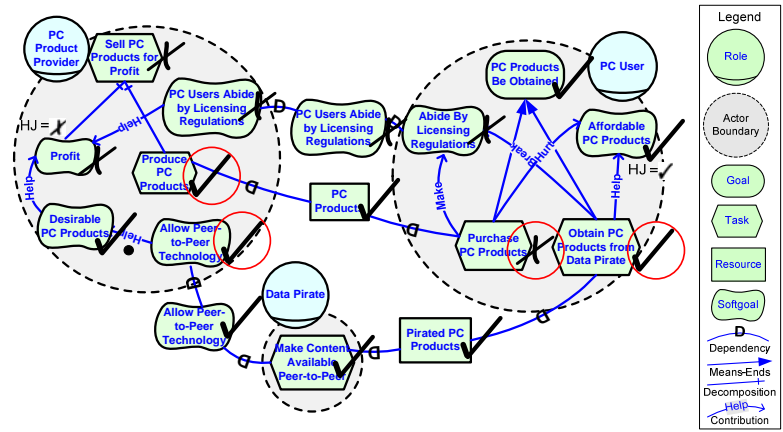 PC
Product
Provider
Sell PC
Products for
Profit
PC Users Abide
by Licensing
Regulations
D
PC Users Abide
by Licensing
Regulations
D
Abide By
Licensing
Regulations
PC Products
Be Obtained
PC User
Affordable
PC Products
HJ =
HJ =
Help
Profit
Produce
PC
Products
D
PC
Products
D
Break
Hurt
Help
Make
Help
Desirable
PC Products
Help
Allow Peer-
to-Peer
Technology
Purchase
PC Products
Obtain PC
Products from
Data Pirate
D
Data Pirate
Allow Peer-
to-Peer
Technology
D
Make Content
Available
Peer-to-Peer
D
Pirated PC
Products
D
Legend
Role
Actor
Boundary
Goal
Task
Resource
Softgoal
D
Dependency
Means-Ends
Decomposition
Help
Contribution